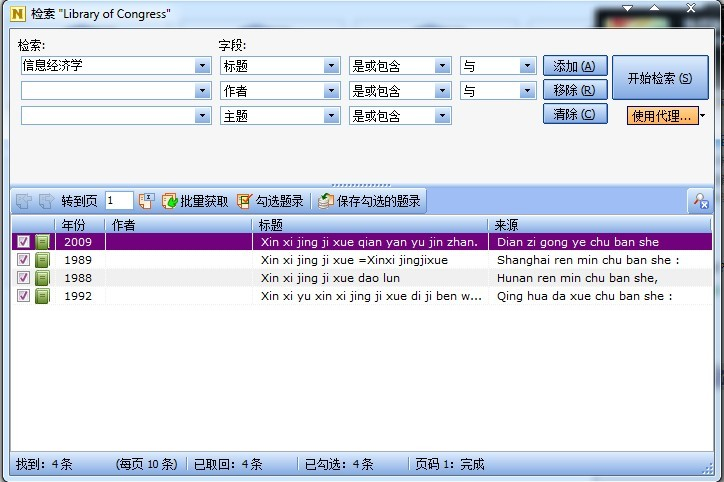 检索 "Library of Congress"
检索: 字段:
信息经济学 标题 是或包含 与 添加 (A) 开始检索 (S)
作者 是或包含 与 移除 (R)
主题 是或包含 清除 (C) 使用代理...
转到页 1 批量获取 勾选题录 保存勾选的题录
年份 作者 标题 来源
2009 Xin xi jing ji xue qian yan yu jin zhan. Dian zi gong ye chu ban she
1989 Xin xi jing ji xue =Xinxi jingjixue Shanghai ren min chu ban she :
1988 Xin xi jing ji xue dao lun Hunan ren min chu ban she,
1992 Xin xi yu xin xi jing ji xue di ji ben w... Qing hua da xue chu ban she :
找到: 4 条 (每页 10 条) 已取回: 4 条 已勾选: 4 条 页码 1: 完成